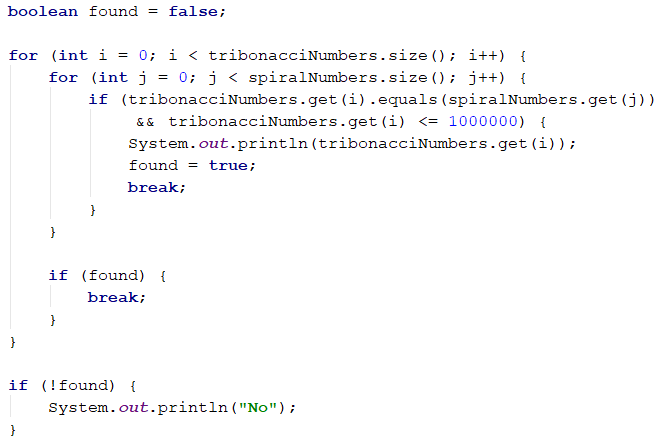 boolean found = false;

for (int i = 0; i < tribonacciNumbers.size(); i++) {
    for (int j = 0; j < spiralNumbers.size(); j++) {
        if (tribonacciNumbers.get(i).equals(spiralNumbers.get(j))
             && tribonacciNumbers.get(i) <= 1000000) {
            System.out.println(tribonacciNumbers.get(i));
            found = true;
            break;
        }
    }

    if (found) {
        break;
    }
}

if (!found) {
    System.out.println("No");
}